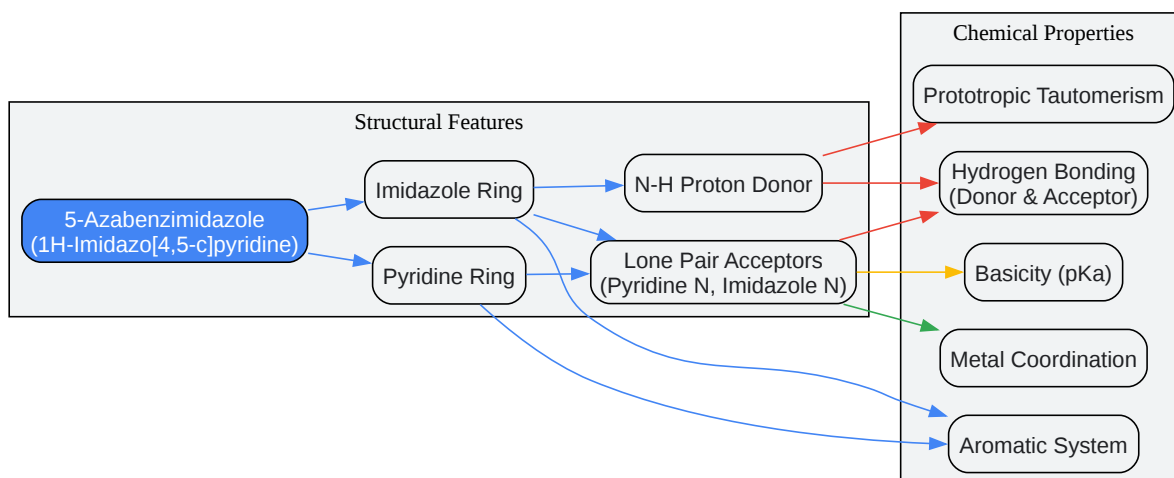 Chemical Properties
Structural Features
Prototropic Tautomerism
Imidazole Ring
N-H Proton Donor
Hydrogen Bonding
(Donor & Acceptor)
5-Azabenzimidazole
(1H-Imidazo[4,5-c]pyridine)
Pyridine Ring
Lone Pair Acceptors
(Pyridine N, Imidazole N)
Basicity (pKa)
Metal Coordination
Aromatic System